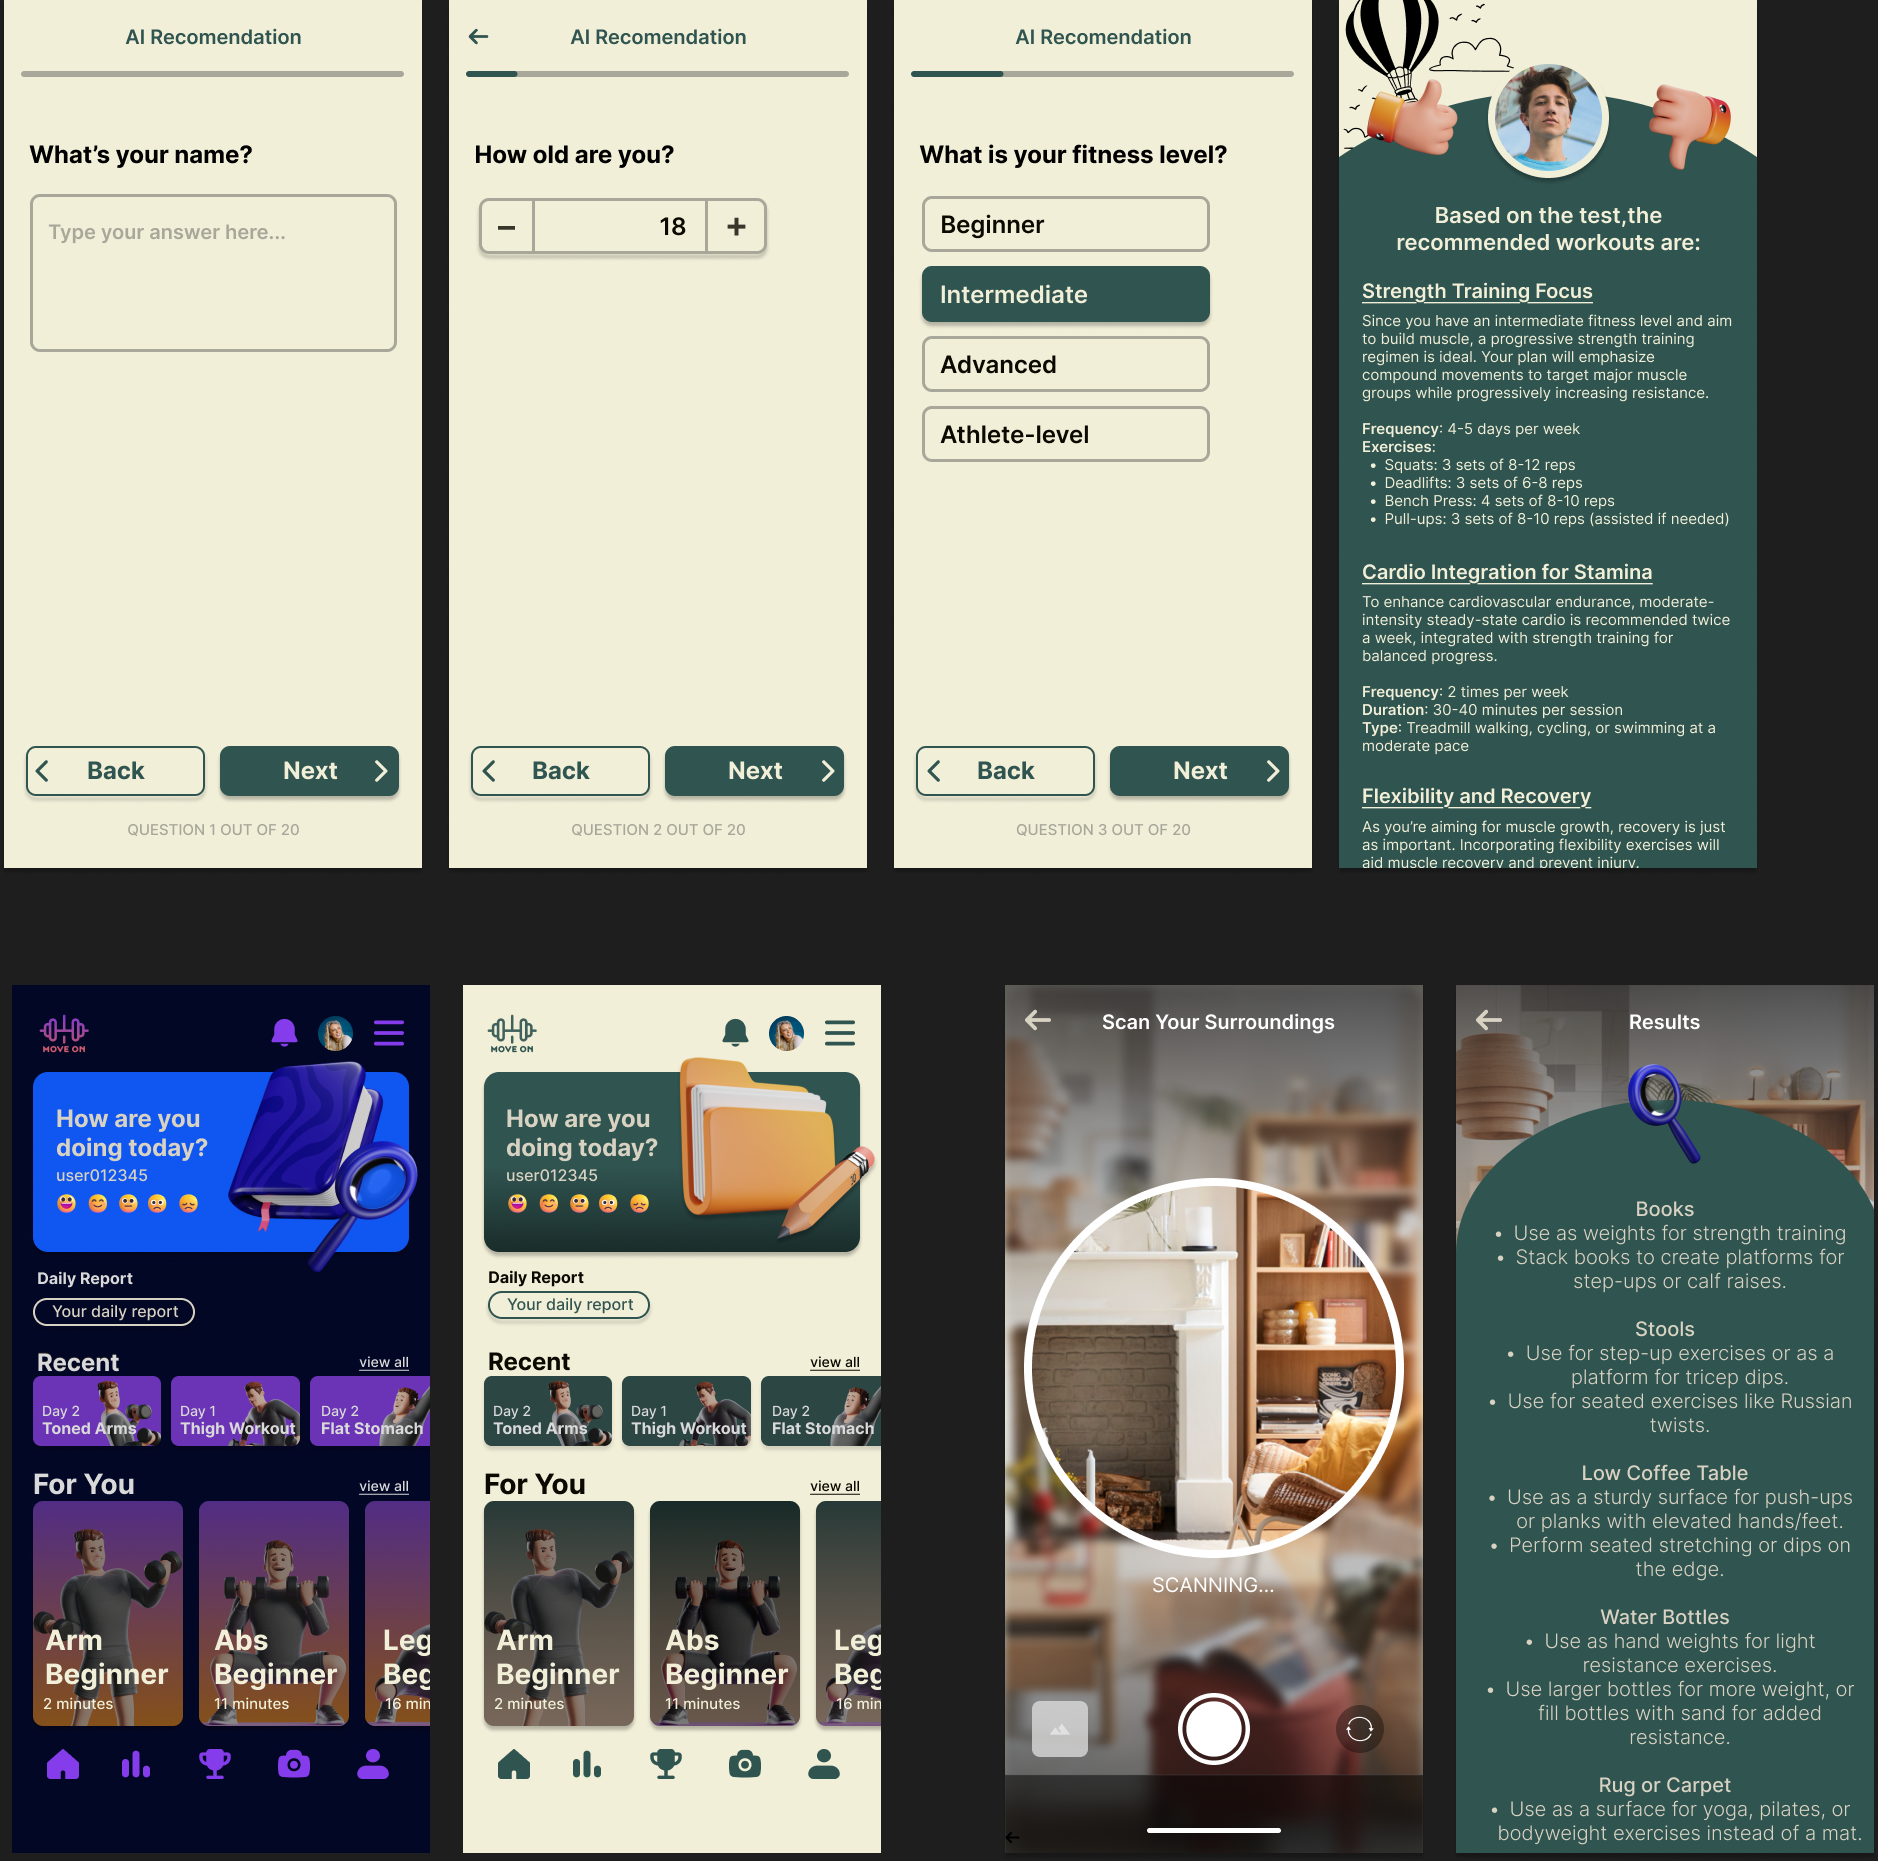 AI Recomendation
What's your name?
Type your answer here...
Back
Next
QUESTION 1 OUT OF 20
AI Recomendation
How old are you?
18
Back
Next
QUESTION 2 OUT OF 20
AI Recomendation
What is your fitness level?
Beginner
Intermediate
Advanced
Athlete-level
Back
Next
QUESTION 3 OUT OF 20
Based on the test,the
recommended workouts are:
Strength Training Focus
Since you have an intermediate fitness level and aim
to build muscle, a progressive strength training
regimen is ideal. Your plan will emphasize
compound movements to target major muscle
groups while progressively increasing resistance.
Frequency: 4-5 days per week
Exercises:
• Squats: 3 sets of 8-12 reps
• Deadlifts: 3 sets of 6-8 reps
• Bench Press: 4 sets of 8-10 reps
• Pull-ups: 3 sets of 8-10 reps (assisted if needed)
Cardio Integration for Stamina
To enhance cardiovascular endurance, moderate-
intensity steady-state cardio is recommended twice
a week, integrated with strength training for
balanced progress.
Frequency: 2 times per week
Duration: 30-40 minutes per session
Type: Treadmill walking, cycling, or swimming at a
moderate pace
Flexibility and Recovery
As you're aiming for muscle growth, recovery is just
as important. Incorporating flexibility exercises will
aid muscle recovery and prevent injury.
MOVE ON
How are you
doing today?
user012345
Daily Report
Your daily report
Recent
view all
Day 2
Toned Arms
Day 1
Thigh Workout
Day 2
Flat Stomach
For You
view all
Arm
Beginner
2 minutes
Abs
Beginner
11 minutes
Leg
Beg
16 min
MOVE ON
How are you
doing today?
user012345
Daily Report
Your daily report
Recent
view all
Day 2
Toned Arms
Day 1
Thigh Workout
Day 2
Flat Stomach
For You
view all
Arm
Beginner
2 minutes
Abs
Beginner
11 minutes
Leg
Beg
16 min
Scan Your Surroundings
SCANNING...
Results
Books
• Use as weights for strength training
• Stack books to create platforms for
step-ups or calf raises.
Stools
• Use for step-up exercises or as a
platform for tricep dips.
• Use for seated exercises like Russian
twists.
Low Coffee Table
• Use as a sturdy surface for push-ups
or planks with elevated hands/feet.
• Perform seated stretching or dips on
the edge.
Water Bottles
• Use as hand weights for light
resistance exercises.
• Use larger bottles for more weight, or
fill bottles with sand for added
resistance.
Rug or Carpet
• Use as a surface for yoga, pilates, or
bodyweight exercises instead of a mat.